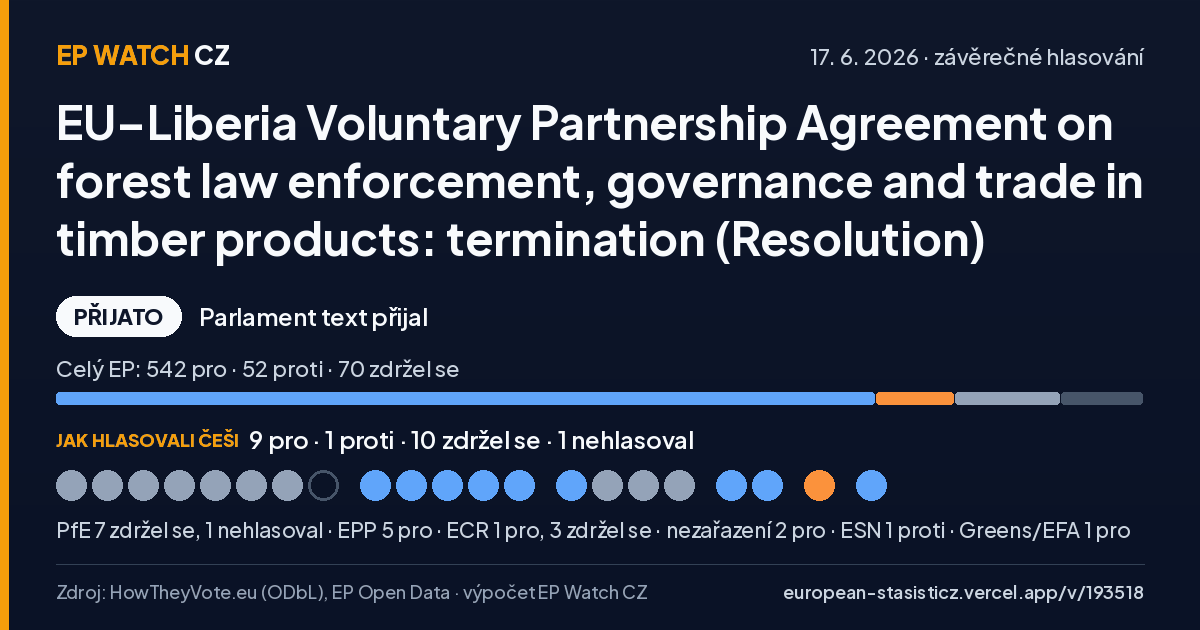 EP WATCH CZ
17. 6. 2026 · závěrečné hlasování
EU–Liberia Voluntary Partnership Agreement on
forest law enforcement, governance and trade in
timber products: termination (Resolution)
PŘIJATO Parlament text přijal
Celý EP: 542 pro · 52 proti · 70 zdržel se
JAK HLASOVALI ČEŠI 9 pro · 1 proti · 10 zdržel se · 1 nehlasoval
PfE 7 zdržel se, 1 nehlasoval · EPP 5 pro · ECR 1 pro, 3 zdržel se · nezařazení 2 pro · ESN 1 proti · Greens/EFA 1 pro
Zdroj: HowTheyVote.eu (ODbL), EP Open Data · výpočet EP Watch CZ
european-stasisticz.vercel.app/v/193518